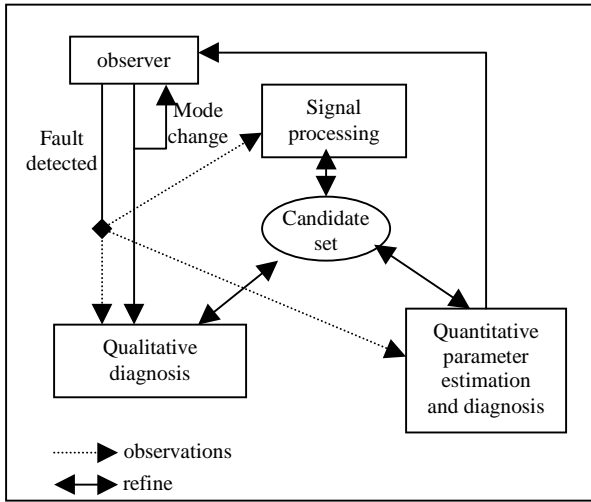 observer
Mode
change
Fault
detected
Signal
processing
Candidate
set
Qualitative
diagnosis
Quantitative
parameter
estimation
and diagnosis
observations
refine